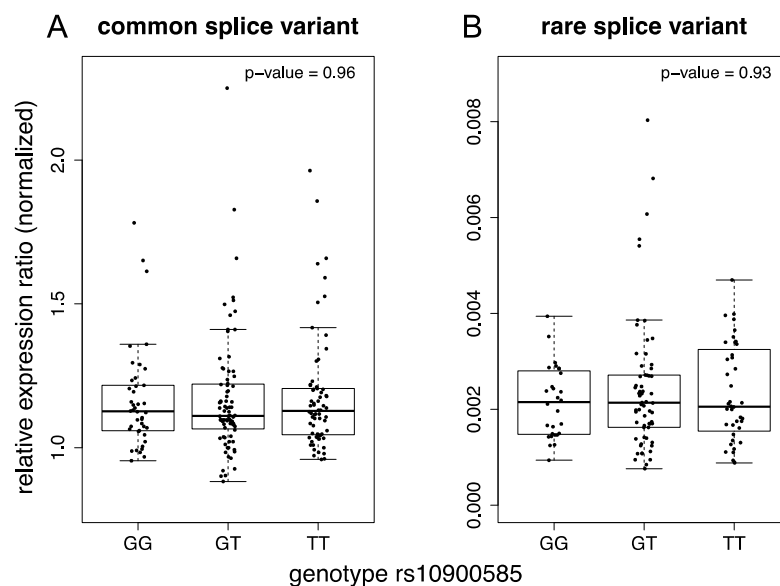 A common splice variant
B rare splice variant
p-value = 0.96
p-value = 0.93
relative expression ratio (normalized)
2.0
1.5
1.0
0.008
0.006
0.004
0.002
0.000
GG GT TT
GG GT TT
genotype rs10900585